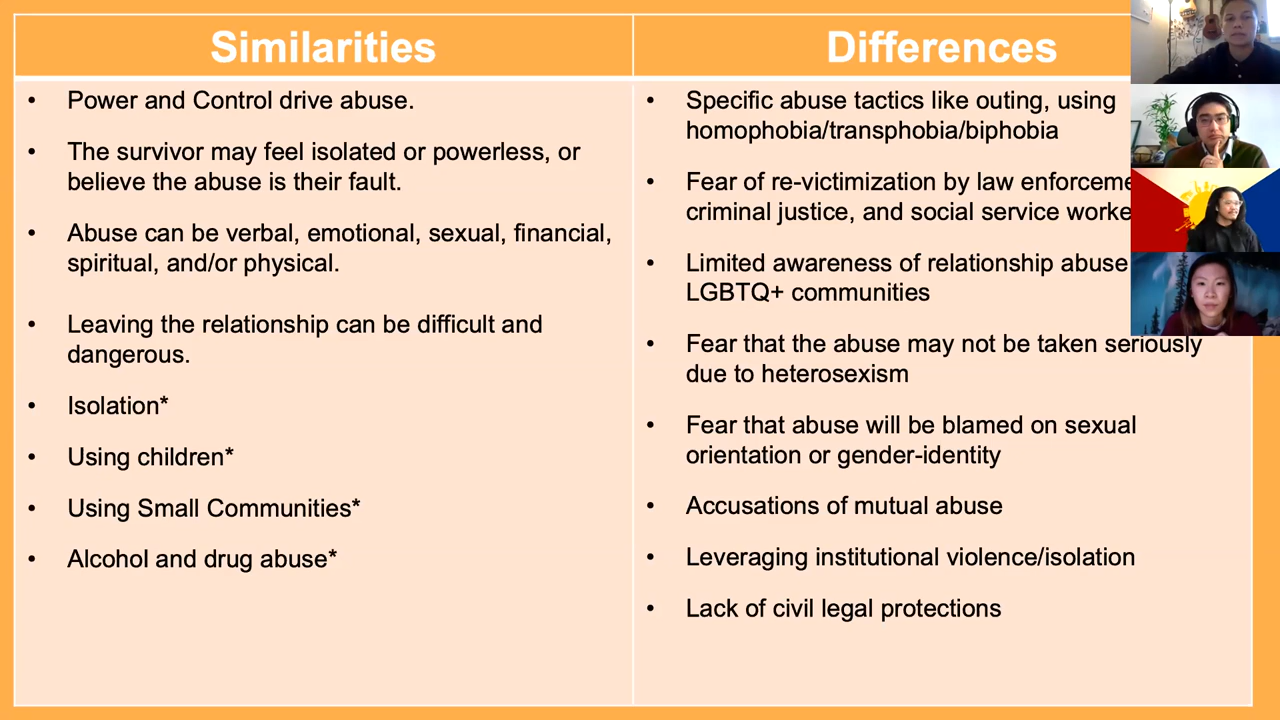 Similarities
Power and Control drive abuse.
The survivor may feel isolated or powerless, or
believe the abuse is their fault.
Abuse can be verbal, emotional, sexual, financial,
spiritual, and/or physical.
Leaving the relationship can be difficult and
dangerous.
Isolation*
Using children*
Using Small Communities*
Alcohol and drug abuse*
Differences
Specific abuse tactics like outing, using
homophobia/transphobia/biphobia
Fear of re-victimization by law
criminal justice, and social service
Limited awareness of relationship abuse
LGBTQ+ communities
Fear that the abuse may not be taken seriously
due to heterosexism
Fear that abuse will be blamed on sexual
orientation or gender-identity
Accusations of mutual abuse
Leveraging institutional violence/isolation
Lack of civil legal protections